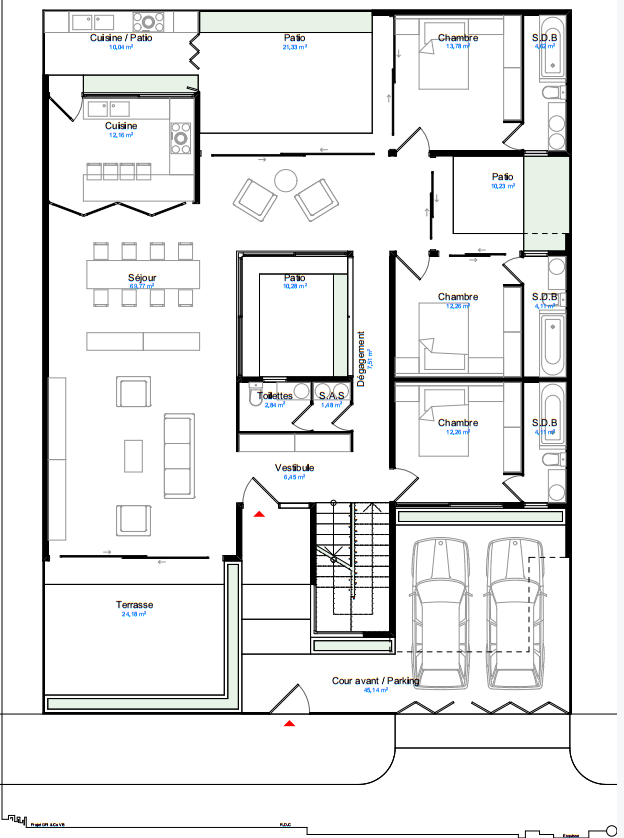 Cuisine / Patio
10,04 m²
Patio
21,33 m²
Chambre
13,78 m²
S.D.B
4,62 m²
Cuisine
12,16 m²
Patio
10,23 m²
Séjour
69,77 m²
Patio
10,28 m²
Chambre
12,26 m²
S.D.B
4,11 m²
Dégagement
7,51 m²
Toilettes
2,84 m²
S.A.S
1,48 m²
Chambre
12,26 m²
S.D.B
4,11 m²
Vestibule
6,45 m²
Terrasse
24,18 m²
Cour avant / Parking
45,14 m²
R.D.C
Esquisse